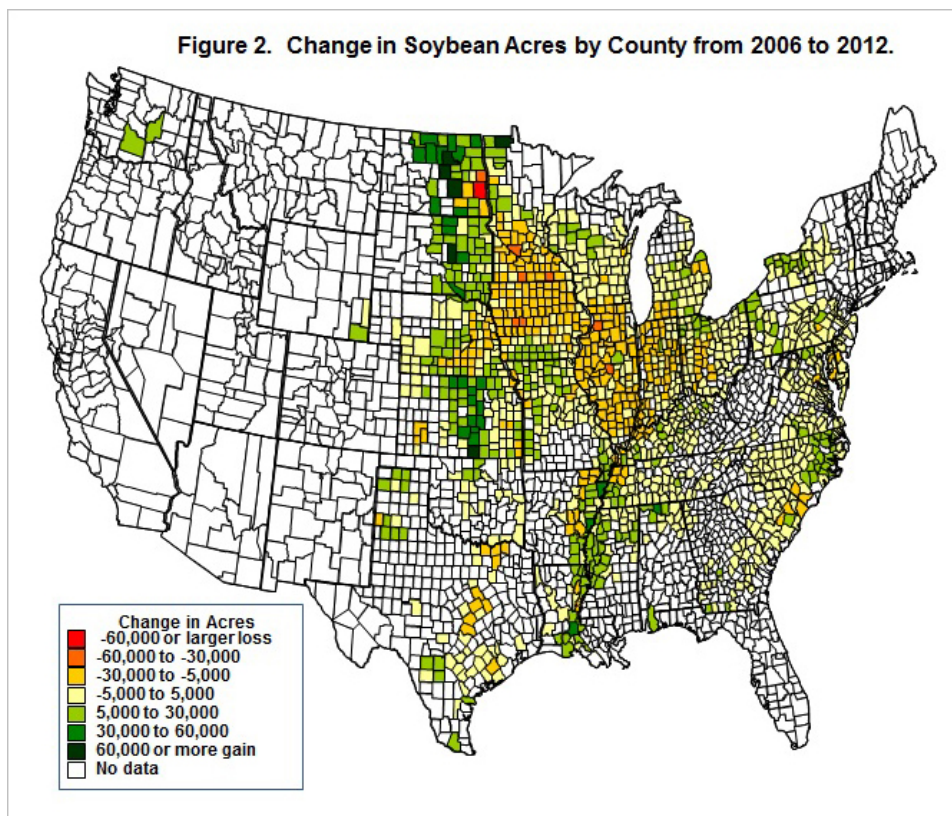 Figure 2.  Change in Soybean Acres by County from 2006 to 2012.
Change in Acres
-60,000 or larger loss
-60,000 to -30,000
-30,000 to -5,000
-5,000 to 5,000
5,000 to 30,000
30,000 to 60,000
60,000 or more gain
No data